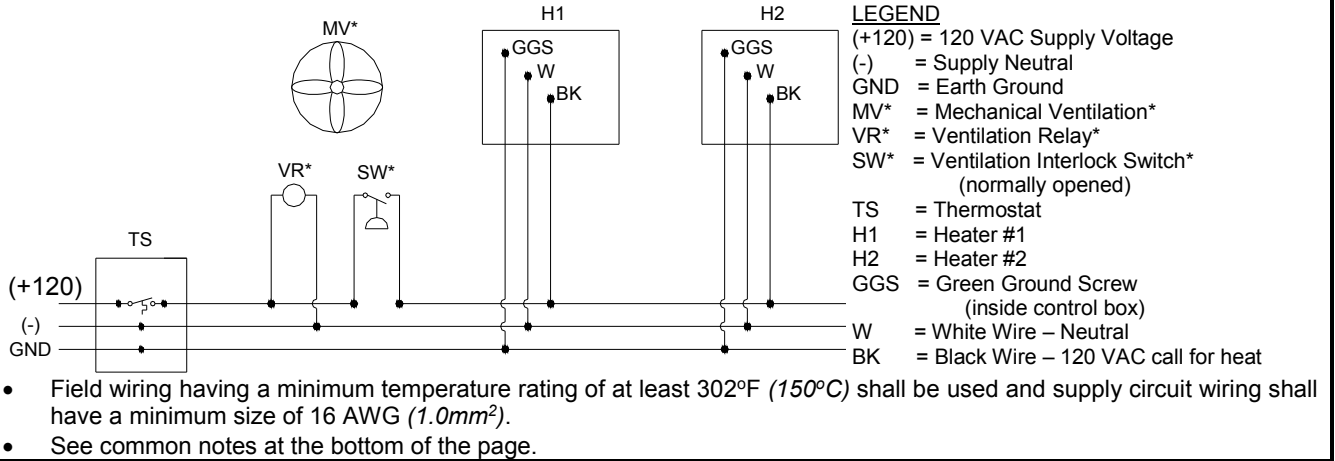 MV*
H1
H2
GGS
W
BK
GGS
W
BK
VR*
SW*
TS
(+120)
(-)
GND
LEGEND
(+120) = 120 VAC Supply Voltage
(-) = Supply Neutral
GND = Earth Ground
MV* = Mechanical Ventilation*
VR* = Ventilation Relay*
SW* = Ventilation Interlock Switch*
(normally opened)
TS = Thermostat
H1 = Heater #1
H2 = Heater #2
GGS = Green Ground Screw
(inside control box)
W = White Wire – Neutral
BK = Black Wire – 120 VAC call for heat
• Field wiring having a minimum temperature rating of at least 302°F (150°C) shall be used and supply circuit wiring shall
have a minimum size of 16 AWG (1.0mm²).
• See common notes at the bottom of the page.